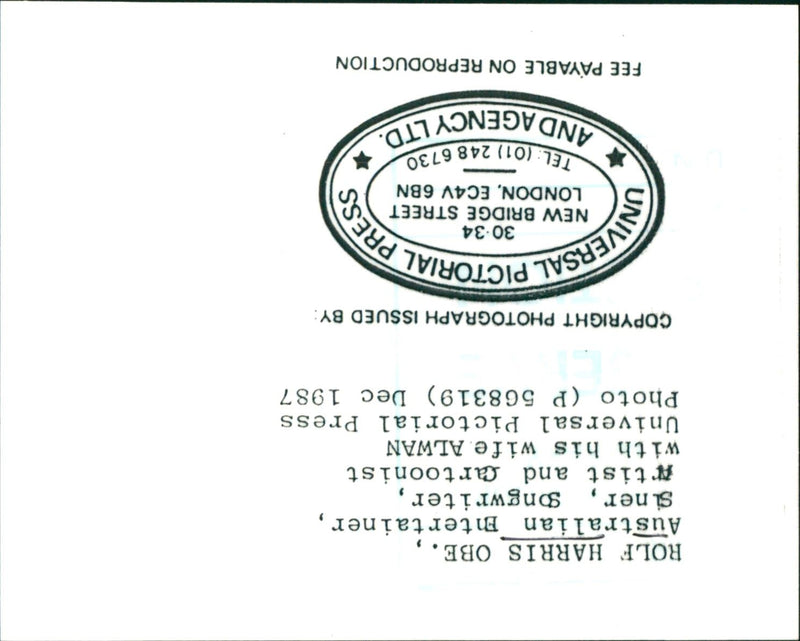 ROLF HARRIS OBE.,
Australian Entertainer,
Siner, Songwriter,
Artist and Cartoonist
with his wife ALWAN
Universal Pictorial Press
Photo (P 568319) Dec 1987
COPYRIGHT PHOTOGRAPH ISSUED BY:
UNIVERSAL PICTORIAL PRESS
30-34
NEW BRIDGE STREET
LONDON, EC4V 6BN
TEL: (01) 248 6730
AND AGENCY LTD.
FEE PAYABLE ON REPRODUCTION